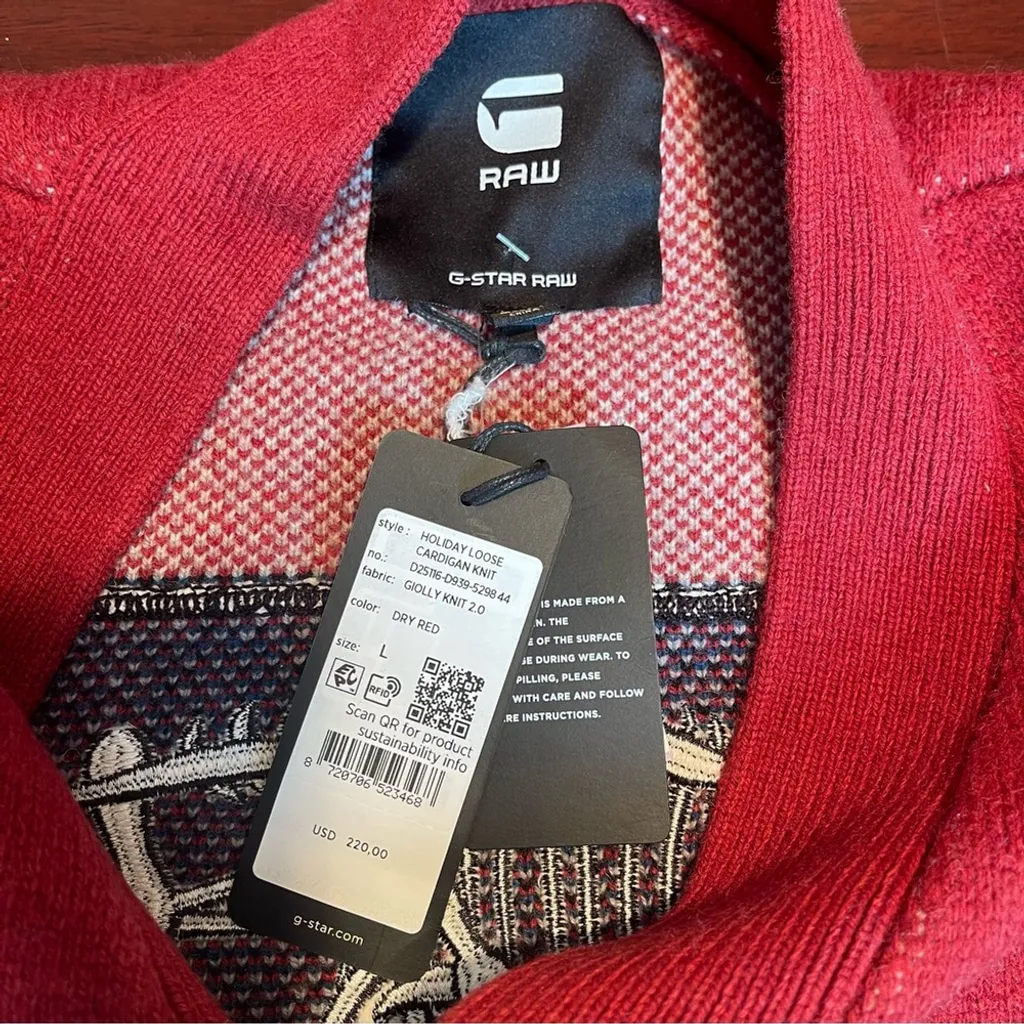 RAW
G-STAR RAW
style: HOLIDAY LOOSE
CARDIGAN KNIT
no.: D25116-D939-5298 44
fabric: GIOLLY KNIT 2.0
color: DRY RED
size: L
RFID
Scan QR for product
sustainability info
8 720706 523468
USD 220,00
g-star.com
IS MADE FROM A
N. THE
E OF THE SURFACE
GE DURING WEAR. TO
PILLING, PLEASE
WITH CARE AND FOLLOW
RE INSTRUCTIONS.